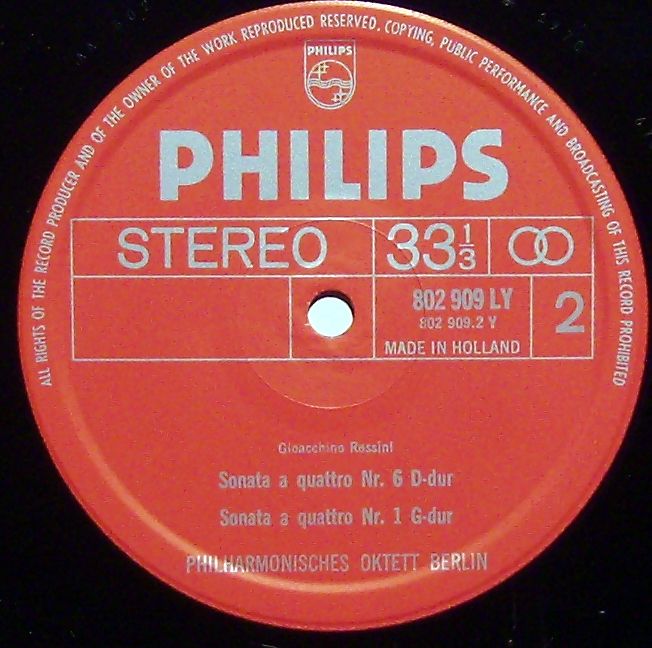 ALL RIGHTS OF THE RECORD PRODUCER AND OF THE OWNER OF THE WORK REPRODUCED RESERVED. COPYING, PUBLIC PERFORMANCE AND BROADCASTING OF THIS RECORD PROHIBITED
PHILIPS
PHILIPS
STEREO 33 1/3
802 909 LY 2
802 909.2 Y
MADE IN HOLLAND
Gioacchino Rossini
Sonata a quattro Nr. 6 D-dur
Sonata a quattro Nr. 1 G-dur
PHILHARMONISCHES OKTETT BERLIN